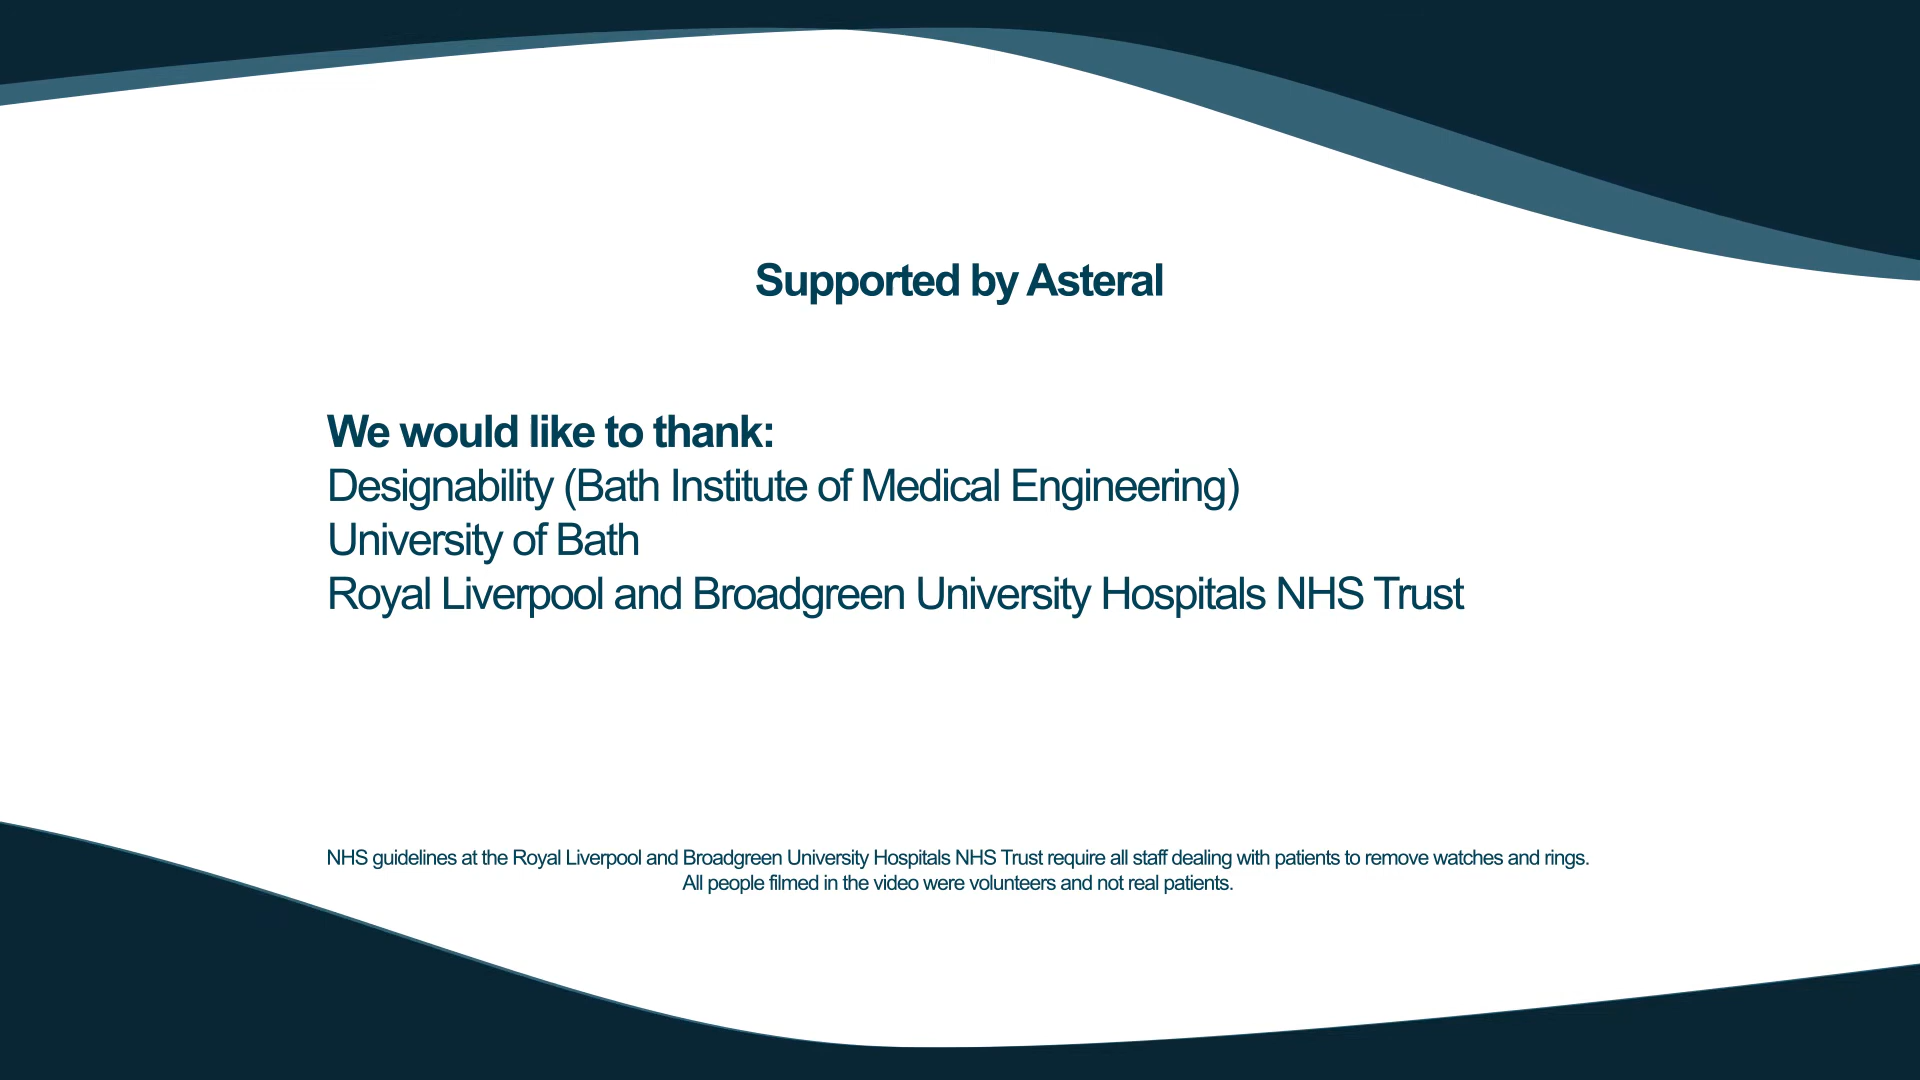 Supported by Asteral
We would like to thank:
Designability (Bath Institute of Medical Engineering)
University of Bath
Royal Liverpool and Broadgreen University Hospitals NHS Trust
NHS guidelines at the Royal Liverpool and Broadgreen University Hospitals NHS Trust require all staff dealing with patients to remove watches and rings.
All people filmed in the video were volunteers and not real patients.